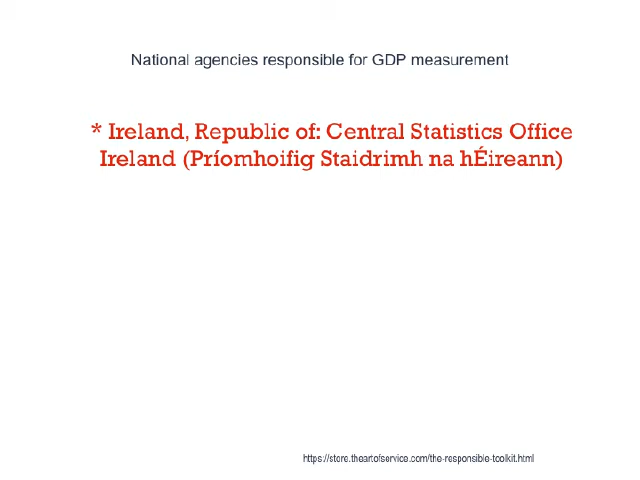 National agencies responsible for GDP measurement
* Ireland, Republic of: Central Statistics Office
Ireland (Príomhoifig Staidrimh na hÉireann)
https://store.theartofservice.com/the-responsible-toolkit.html